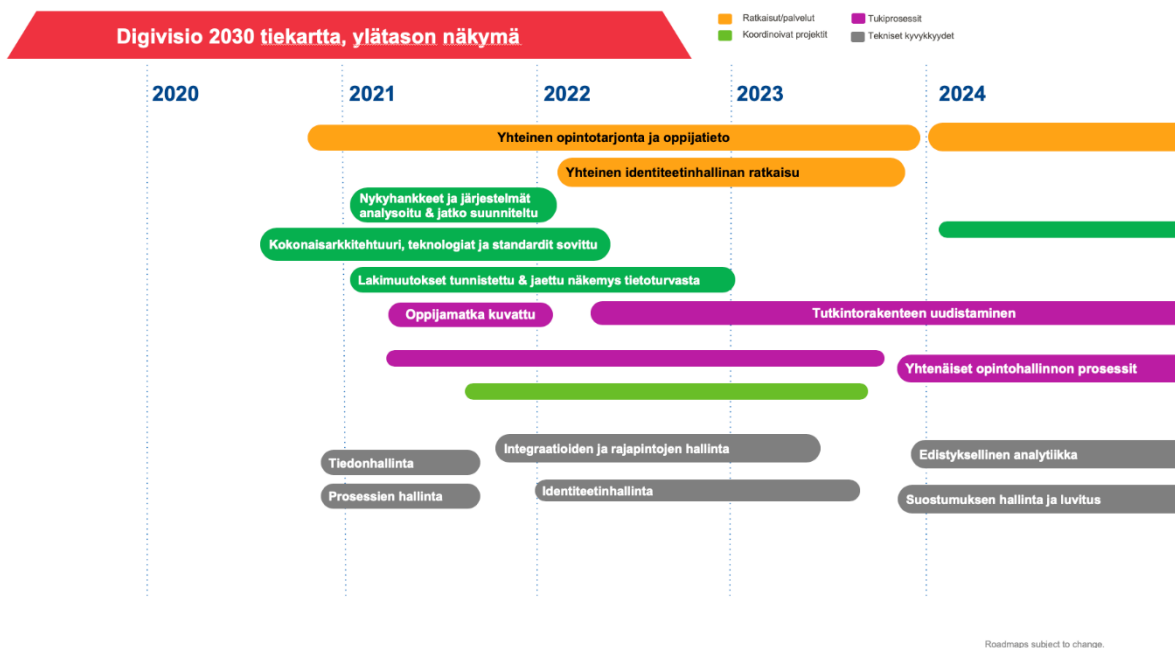 Digivisio 2030 tiekartta, ylätason näkymä
Ratkaisut/palvelut
Tukiprosessit
Koordinoivat projektit
Tekniset kyvykkyydet
2020
2021
2022
2023
2024
Yhteinen opintotarjonta ja oppijatieto
Yhteinen identiteetinhallinan ratkaisu
Nykyhankkeet ja järjestelmät
analysoitu & jatko suunniteltu
Kokonaisarkkitehtuuri, teknologiat ja standardit sovittu
Lakimuutokset tunnistettu & jaettu näkemys tietoturvasta
Oppijamatka kuvattu
Tutkintorakenteen uudistaminen
Yhtenäiset opintohallinnon prosessit
Integraatioiden ja rajapintojen hallinta
Edistyksellinen analytiikka
Tiedonhallinta
Identiteetinhallinta
Prosessien hallinta
Suostumuksen hallinta ja luvitus
Roadmaps subject to change.